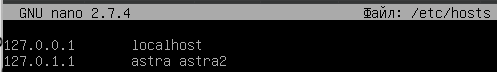 GNU nano 2.7.4 Файл: /etc/hosts
127.0.0.1 localhost
127.0.1.1 astra astra2